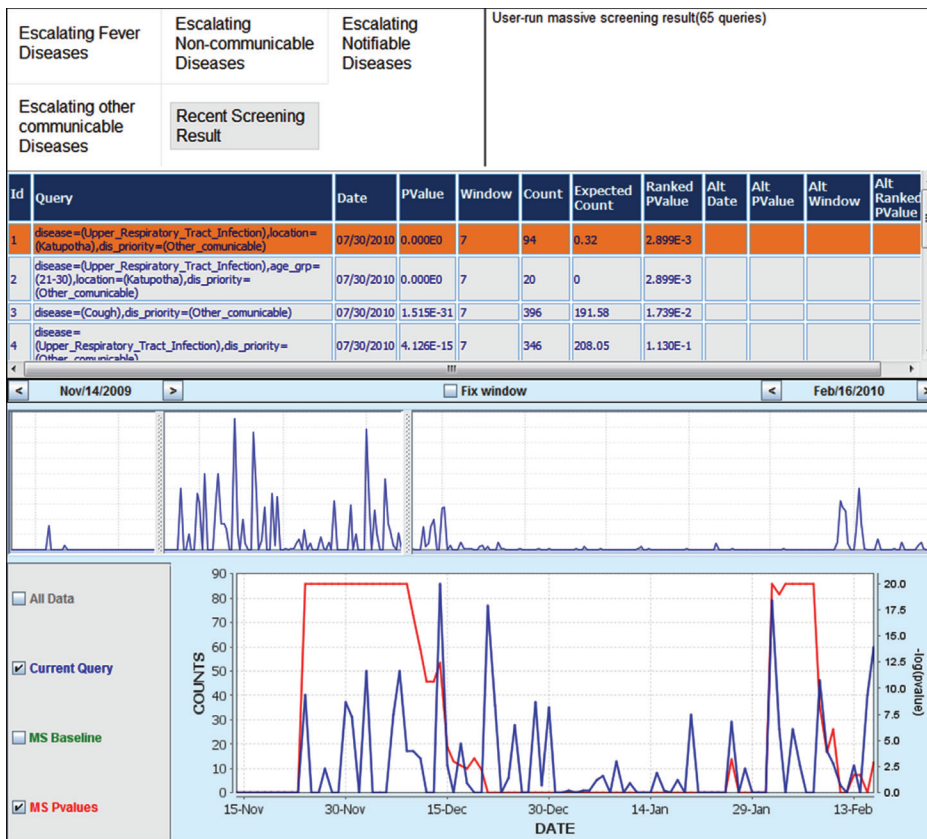 Escalating Fever
Diseases
Escalating
Non-communicable
Diseases
Escalating
Notifiable
Diseases
User-run massive screening result(65 queries)
Escalating other
communicable
Diseases
Recent Screening
Result
Id Query Date PValue Window Count Expected Count Ranked PValue Alt Date Alt PValue Alt Window Alt Ranked PValue
1 disease=(Upper_Respiratory_Tract_Infection),location=
(Katupotha),dis_priority=(Other_comunicable) 07/30/2010 0.000E0 7 94 0.32 2.899E-3
2 disease=(Upper_Respiratory_Tract_Infection),age_grp=
(21-30),location=(Katupotha),dis_priority=
(Other_comunicable) 07/30/2010 0.000E0 7 20 0 2.899E-3
3 disease=(Cough),dis_priority=(Other_comunicable) 07/30/2010 1.515E-31 7 396 191.58 1.739E-2
4 disease=
(Upper_Respiratory_Tract_Infection),dis_priority=
(Other_comunicable) 07/30/2010 4.126E-15 7 346 208.05 1.130E-1
< Nov/14/2009 > Fix window < Feb/16/2010 >
All Data
Current Query
MS Baseline
MS Pvalues
COUNTS
90
80
70
60
50
40
30
20
10
0
20.0
17.5
15.0
12.5
10.0
7.5
5.0
2.5
0.0
-log(pvalue)
15-Nov 30-Nov 15-Dec 30-Dec 14-Jan 29-Jan 13-Feb
DATE